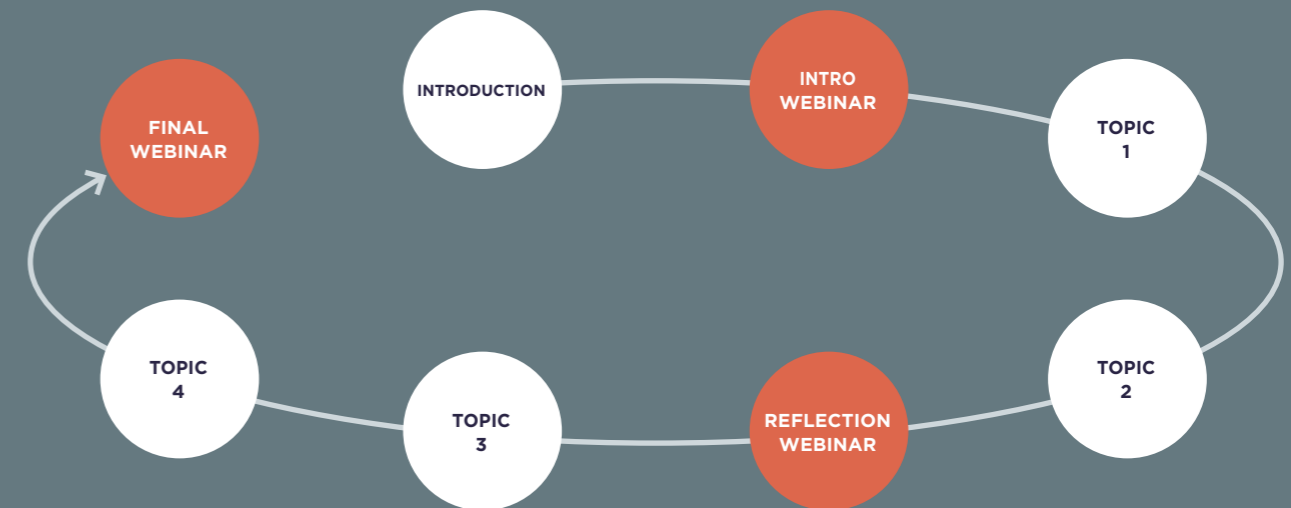 INTRODUCTION
INTRO
WEBINAR
TOPIC
1
TOPIC
2
REFLECTION
WEBINAR
TOPIC
3
TOPIC
4
FINAL
WEBINAR